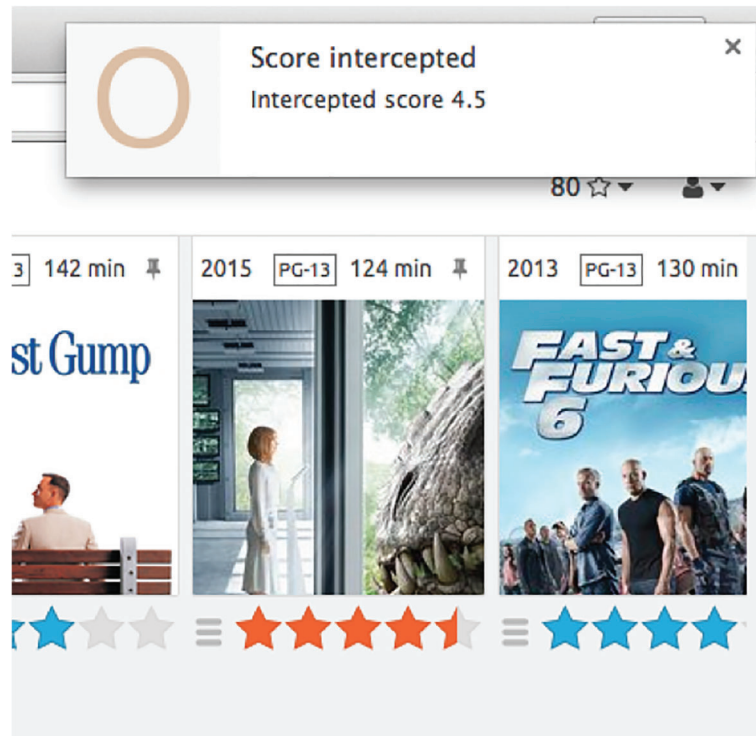 Score intercepted
Intercepted score 4.5
80
3 142 min
2015 PG-13 124 min
2013 PG-13 130 min
st Gump
FAST &
FURIOU
6